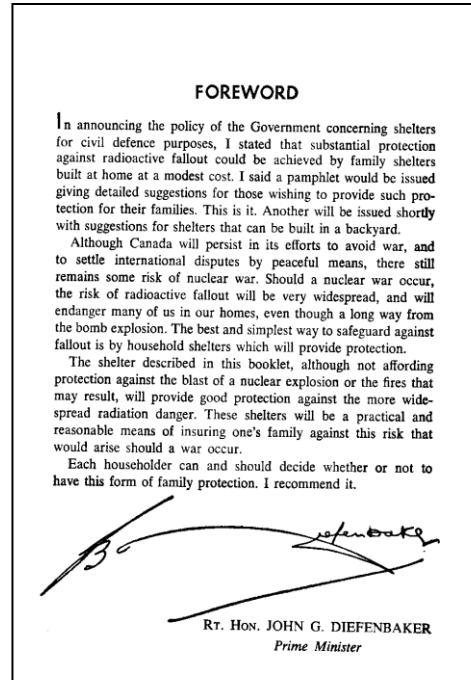 FOREWORD
In announcing the policy of the Government concerning shelters
for civil defence purposes, I stated that substantial protection
against radioactive fallout could be achieved by family shelters
built at home at a modest cost. I said a pamphlet would be issued
giving detailed suggestions for those wishing to provide such pro-
tection for their families. This is it. Another will be issued shortly
with suggestions for shelters that can be built in a backyard.
Although Canada will persist in its efforts to avoid war, and
to settle international disputes by peaceful means, there still
remains some risk of nuclear war. Should a nuclear war occur,
the risk of radioactive fallout will be very widespread, and will
endanger many of us in our homes, even though a long way from
the bomb explosion. The best and simplest way to safeguard against
fallout is by household shelters which will provide protection.
The shelter described in this booklet, although not affording
protection against the blast of a nuclear explosion or the fires that
may result, will provide good protection against the more wide-
spread radiation danger. These shelters will be a practical and
reasonable means of insuring one's family against this risk that
would arise should a war occur.
Each householder can and should decide whether or not to
have this form of family protection. I recommend it.
Diefenbaker
RT. HON. JOHN G. DIEFENBAKER
Prime Minister